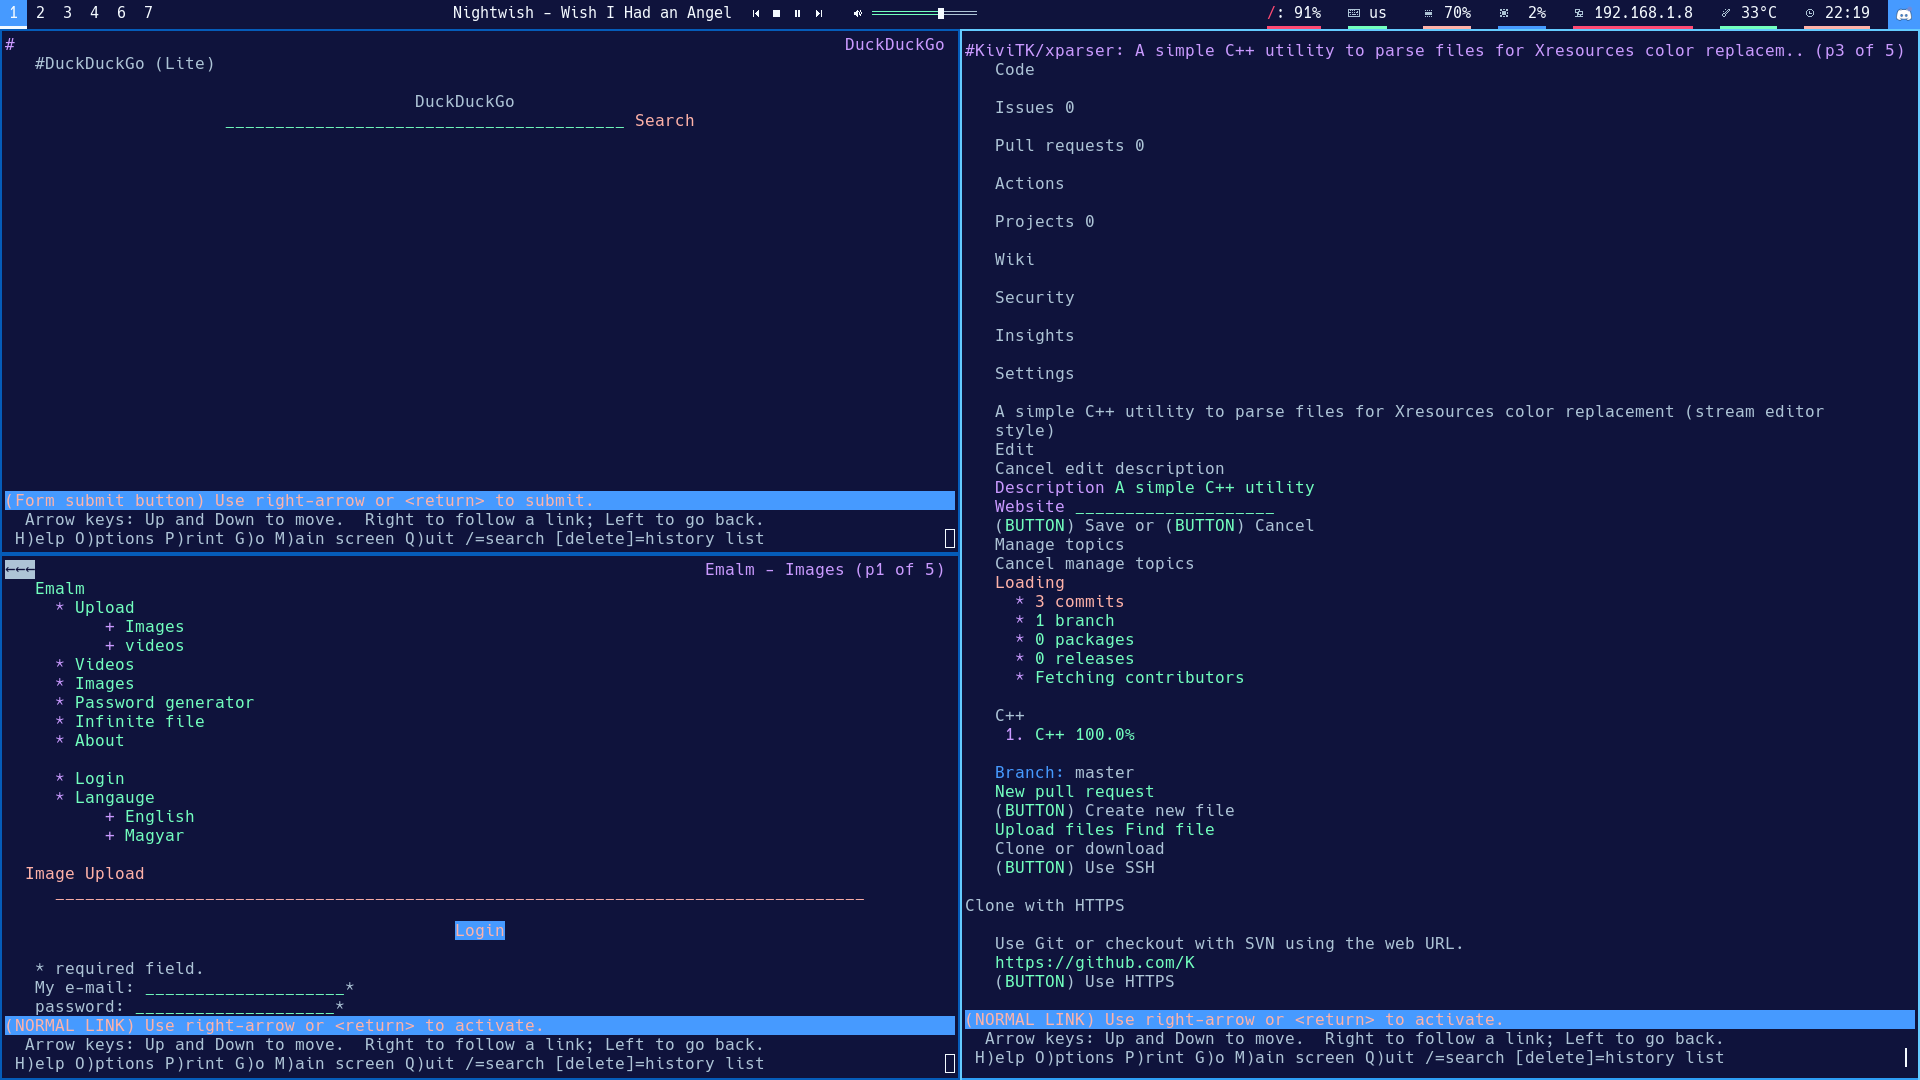 1 2 3 4 6 7 Nightwish - Wish I Had an Angel /: 91% us 70% 2% 192.168.1.8 33°C 22:19
# DuckDuckGo
#DuckDuckGo (Lite)
DuckDuckGo
________________________________________ Search
(Form submit button) Use right-arrow or <return> to submit.
Arrow keys: Up and Down to move. Right to follow a link; Left to go back.
H)elp O)ptions P)rint G)o M)ain screen Q)uit /=search [delete]=history list
←←← Emalm - Images (p1 of 5)
Emalm
* Upload
+ Images
+ videos
* Videos
* Images
* Password generator
* Infinite file
* About
* Login
* Langauge
+ English
+ Magyar
Image Upload
_________________________________________________________________________________
Login
* required field.
My e-mail: ____________________*
password: ____________________*
(NORMAL LINK) Use right-arrow or <return> to activate.
Arrow keys: Up and Down to move. Right to follow a link; Left to go back.
H)elp O)ptions P)rint G)o M)ain screen Q)uit /=search [delete]=history list
#KiviTK/xparser: A simple C++ utility to parse files for Xresources color replacem.. (p3 of 5)
Code
Issues 0
Pull requests 0
Actions
Projects 0
Wiki
Security
Insights
Settings
A simple C++ utility to parse files for Xresources color replacement (stream editor
style)
Edit
Cancel edit description
Description A simple C++ utility
Website ____________________
(BUTTON) Save or (BUTTON) Cancel
Manage topics
Cancel manage topics
Loading
* 3 commits
* 1 branch
* 0 packages
* 0 releases
* Fetching contributors
C++
1. C++ 100.0%
Branch: master
New pull request
(BUTTON) Create new file
Upload files Find file
Clone or download
(BUTTON) Use SSH
Clone with HTTPS
Use Git or checkout with SVN using the web URL.
https://github.com/K
(BUTTON) Use HTTPS
(NORMAL LINK) Use right-arrow or <return> to activate.
Arrow keys: Up and Down to move. Right to follow a link; Left to go back.
H)elp O)ptions P)rint G)o M)ain screen Q)uit /=search [delete]=history list